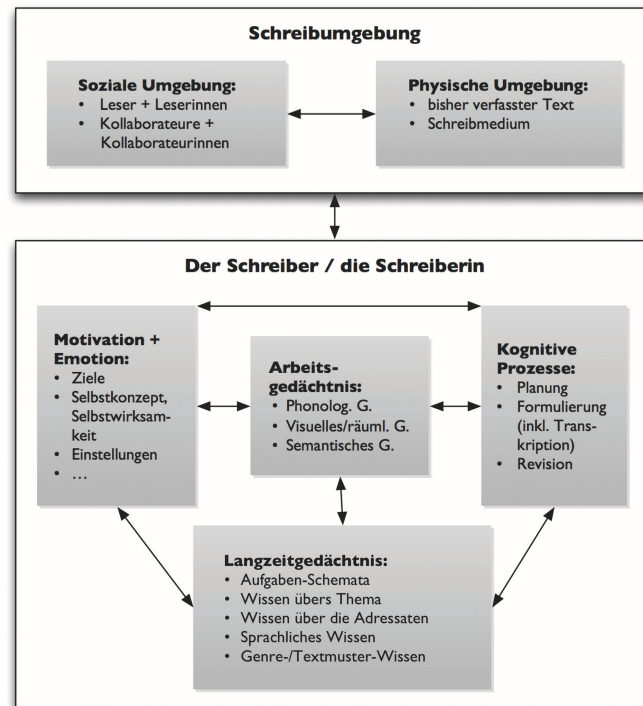 Schreibumgebung
Soziale Umgebung:
• Leser + Leserinnen
• Kollaborateure +
Kollaborateurinnen
Physische Umgebung:
• bisher verfasster Text
• Schreibmedium
Der Schreiber / die Schreiberin
Motivation +
Emotion:
• Ziele
• Selbstkonzept,
Selbstwirksam-
keit
• Einstellungen
• …
Arbeits-
gedächtnis:
• Phonolog. G.
• Visuelles/räuml. G.
• Semantisches G.
Kognitive
Prozesse:
• Planung
• Formulierung
(inkl. Trans-
kription)
• Revision
Langzeitgedächtnis:
• Aufgaben-Schemata
• Wissen übers Thema
• Wissen über die Adressaten
• Sprachliches Wissen
• Genre-/Textmuster-Wissen